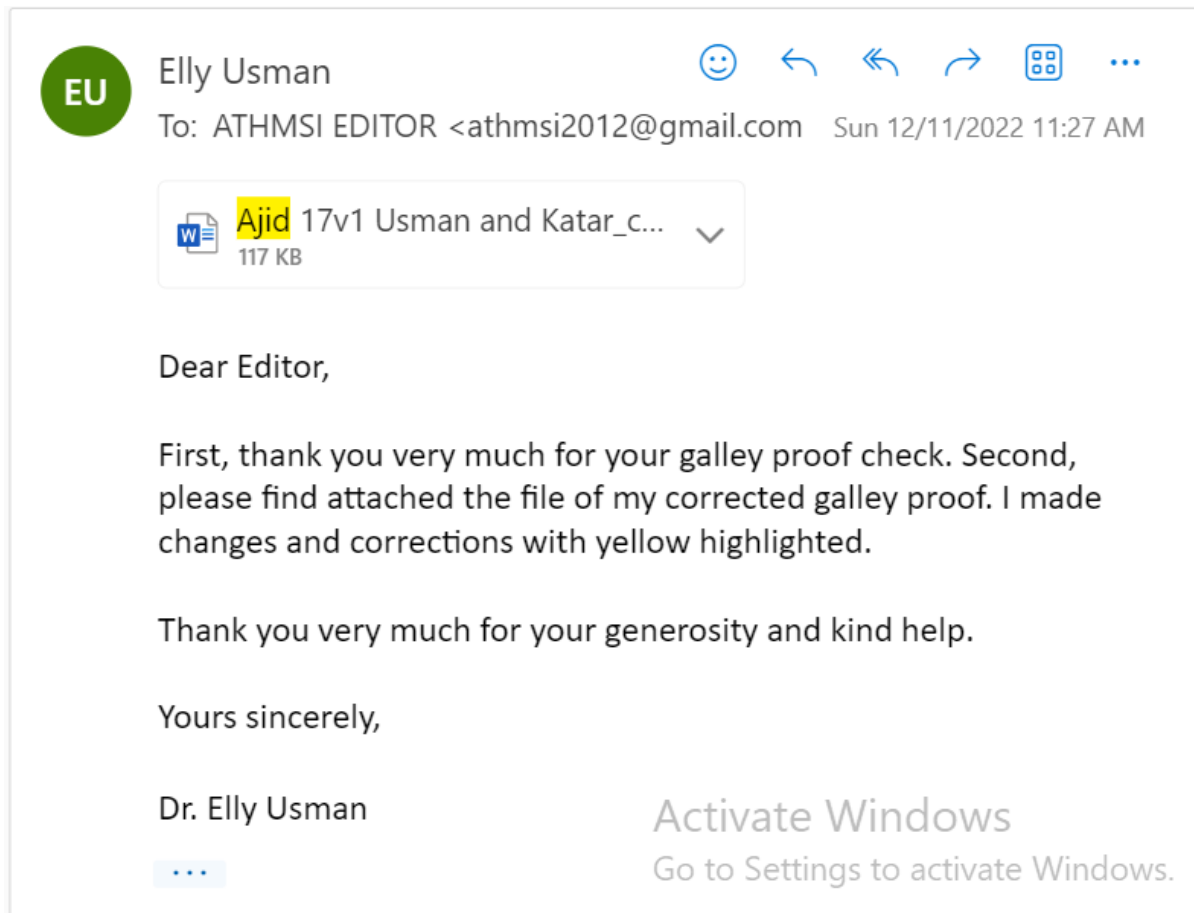 EU
Elly Usman
To: ATHMSI EDITOR <athmsi2012@gmail.com Sun 12/11/2022 11:27 AM
W
Ajid 17v1 Usman and Katar_c...
117 KB
Dear Editor,
First, thank you very much for your galley proof check. Second,
please find attached the file of my corrected galley proof. I made
changes and corrections with yellow highlighted.
Thank you very much for your generosity and kind help.
Yours sincerely,
Dr. Elly Usman
Activate Windows
Go to Settings to activate Windows.